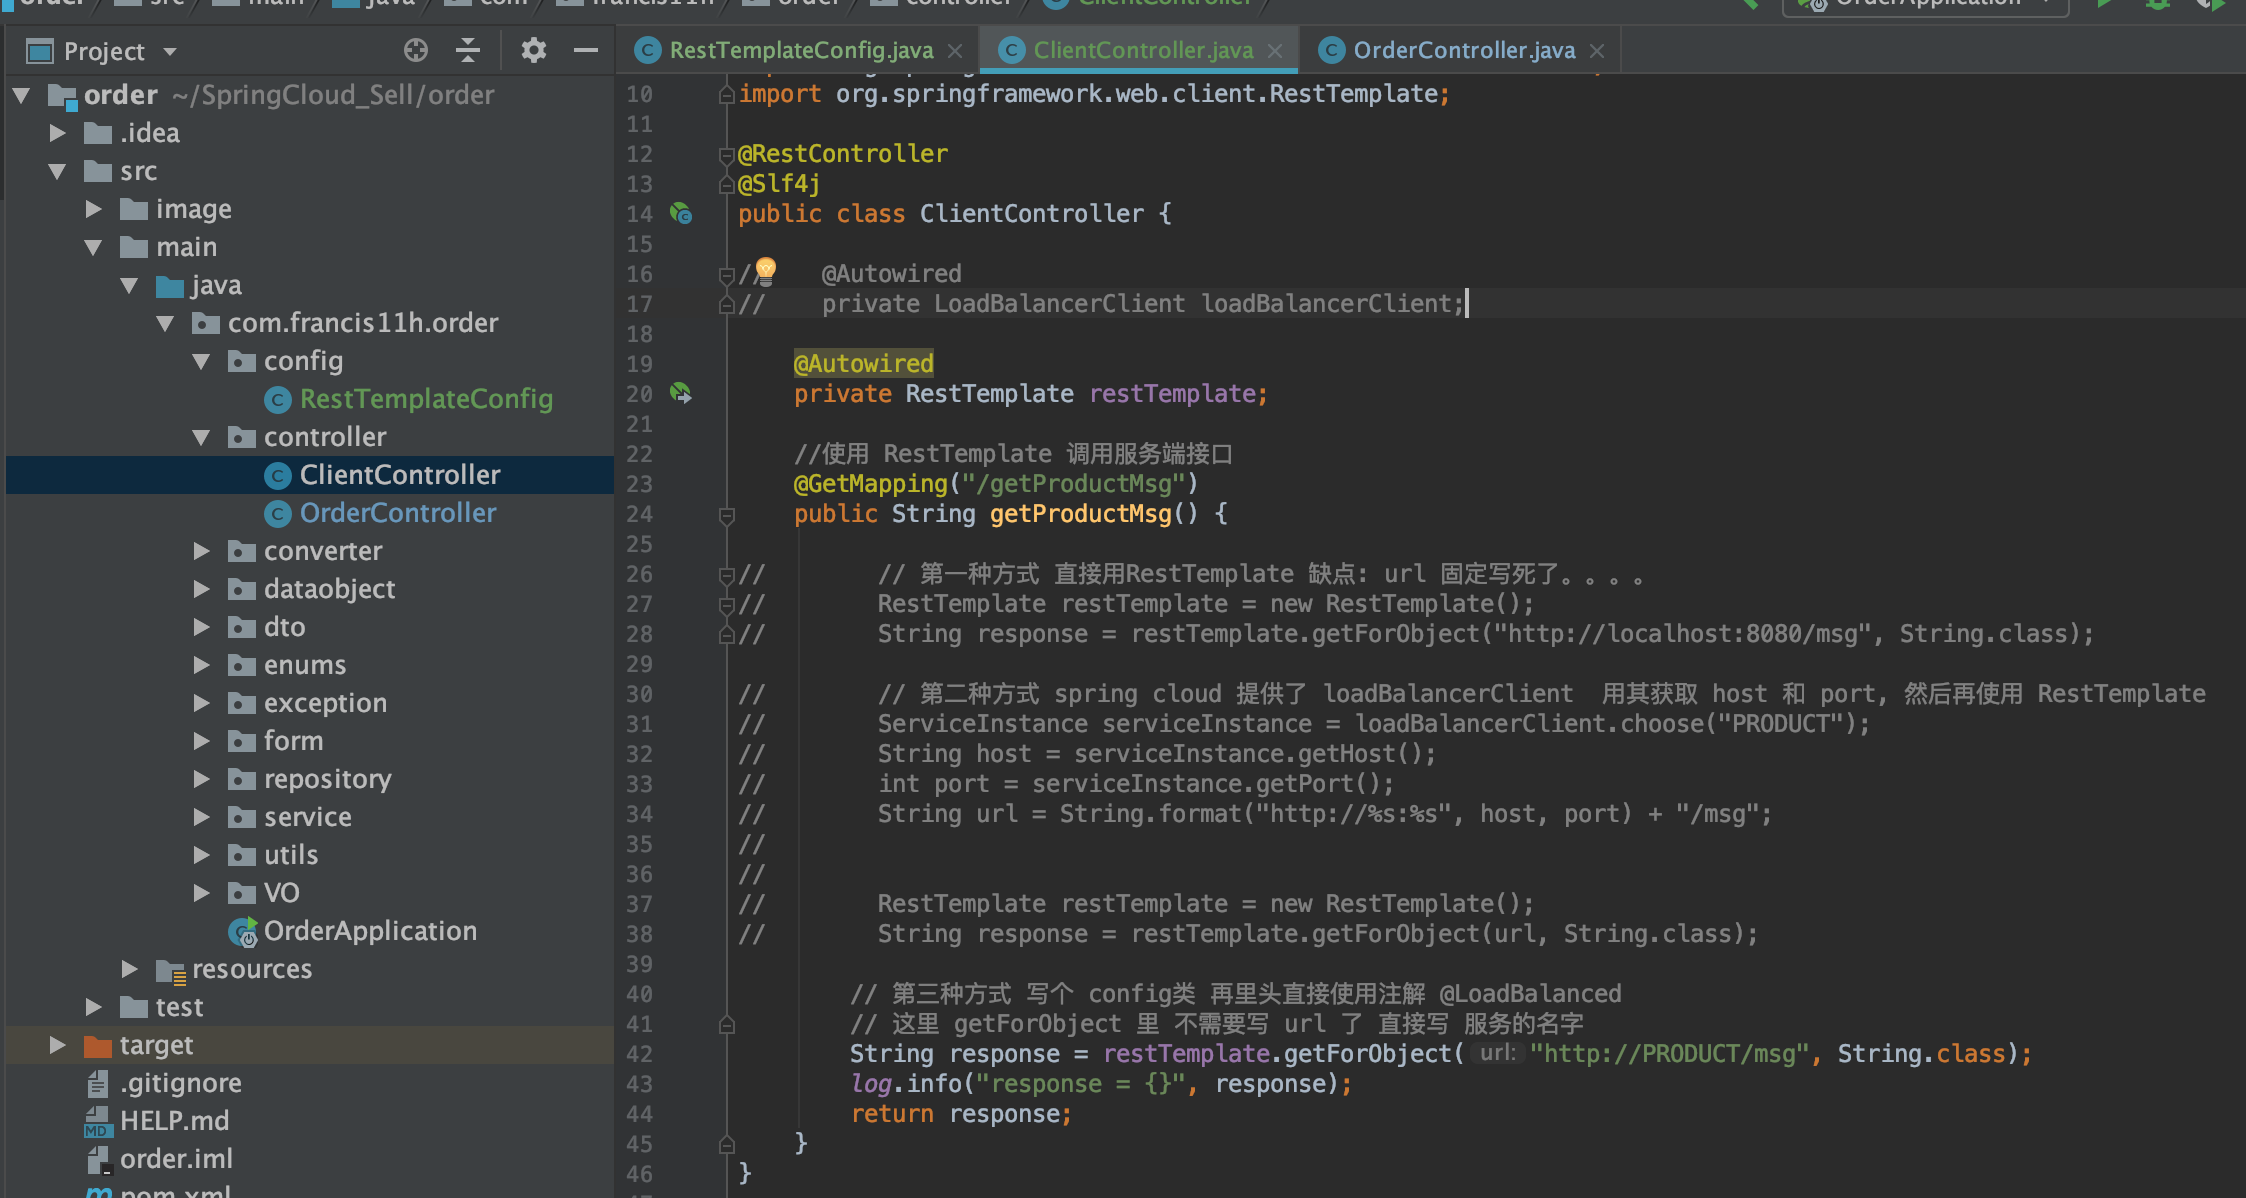 order src main java com francis11h order controller ClientController OrderApplication
Project
order ~/SpringCloud_Sell/order
.idea
src
image
main
java
com.francis11h.order
config
RestTemplateConfig
controller
ClientController
OrderController
converter
dataobject
dto
enums
exception
form
repository
service
utils
VO
OrderApplication
resources
test
target
.gitignore
HELP.md
order.iml
pom.xml
RestTemplateConfig.java ClientController.java OrderController.java
10 import org.springframework.web.client.RestTemplate;
11
12 @RestController
13 @Slf4j
14 public class ClientController {
15
16 // @Autowired
17 // private LoadBalancerClient loadBalancerClient;
18
19 @Autowired
20 private RestTemplate restTemplate;
21
22 //使用 RestTemplate 调用服务端接口
23 @GetMapping("/getProductMsg")
24 public String getProductMsg() {
25
26 // // 第一种方式 直接用RestTemplate 缺点: url 固定写死了。。。。
27 // RestTemplate restTemplate = new RestTemplate();
28 // String response = restTemplate.getForObject("http://localhost:8080/msg", String.class);
29
30 // // 第二种方式 spring cloud 提供了 loadBalancerClient 用其获取 host 和 port, 然后再使用 RestTemplate
31 // ServiceInstance serviceInstance = loadBalancerClient.choose("PRODUCT");
32 // String host = serviceInstance.getHost();
33 // int port = serviceInstance.getPort();
34 // String url = String.format("http://%s:%s", host, port) + "/msg";
35 //
36 //
37 // RestTemplate restTemplate = new RestTemplate();
38 // String response = restTemplate.getForObject(url, String.class);
39
40 // 第三种方式 写个 config类 再里头直接使用注解 @LoadBalanced
41 // 这里 getForObject 里 不需要写 url 了 直接写 服务的名字
42 String response = restTemplate.getForObject( url: "http://PRODUCT/msg", String.class);
43 log.info("response = {}", response);
44 return response;
45 }
46 }